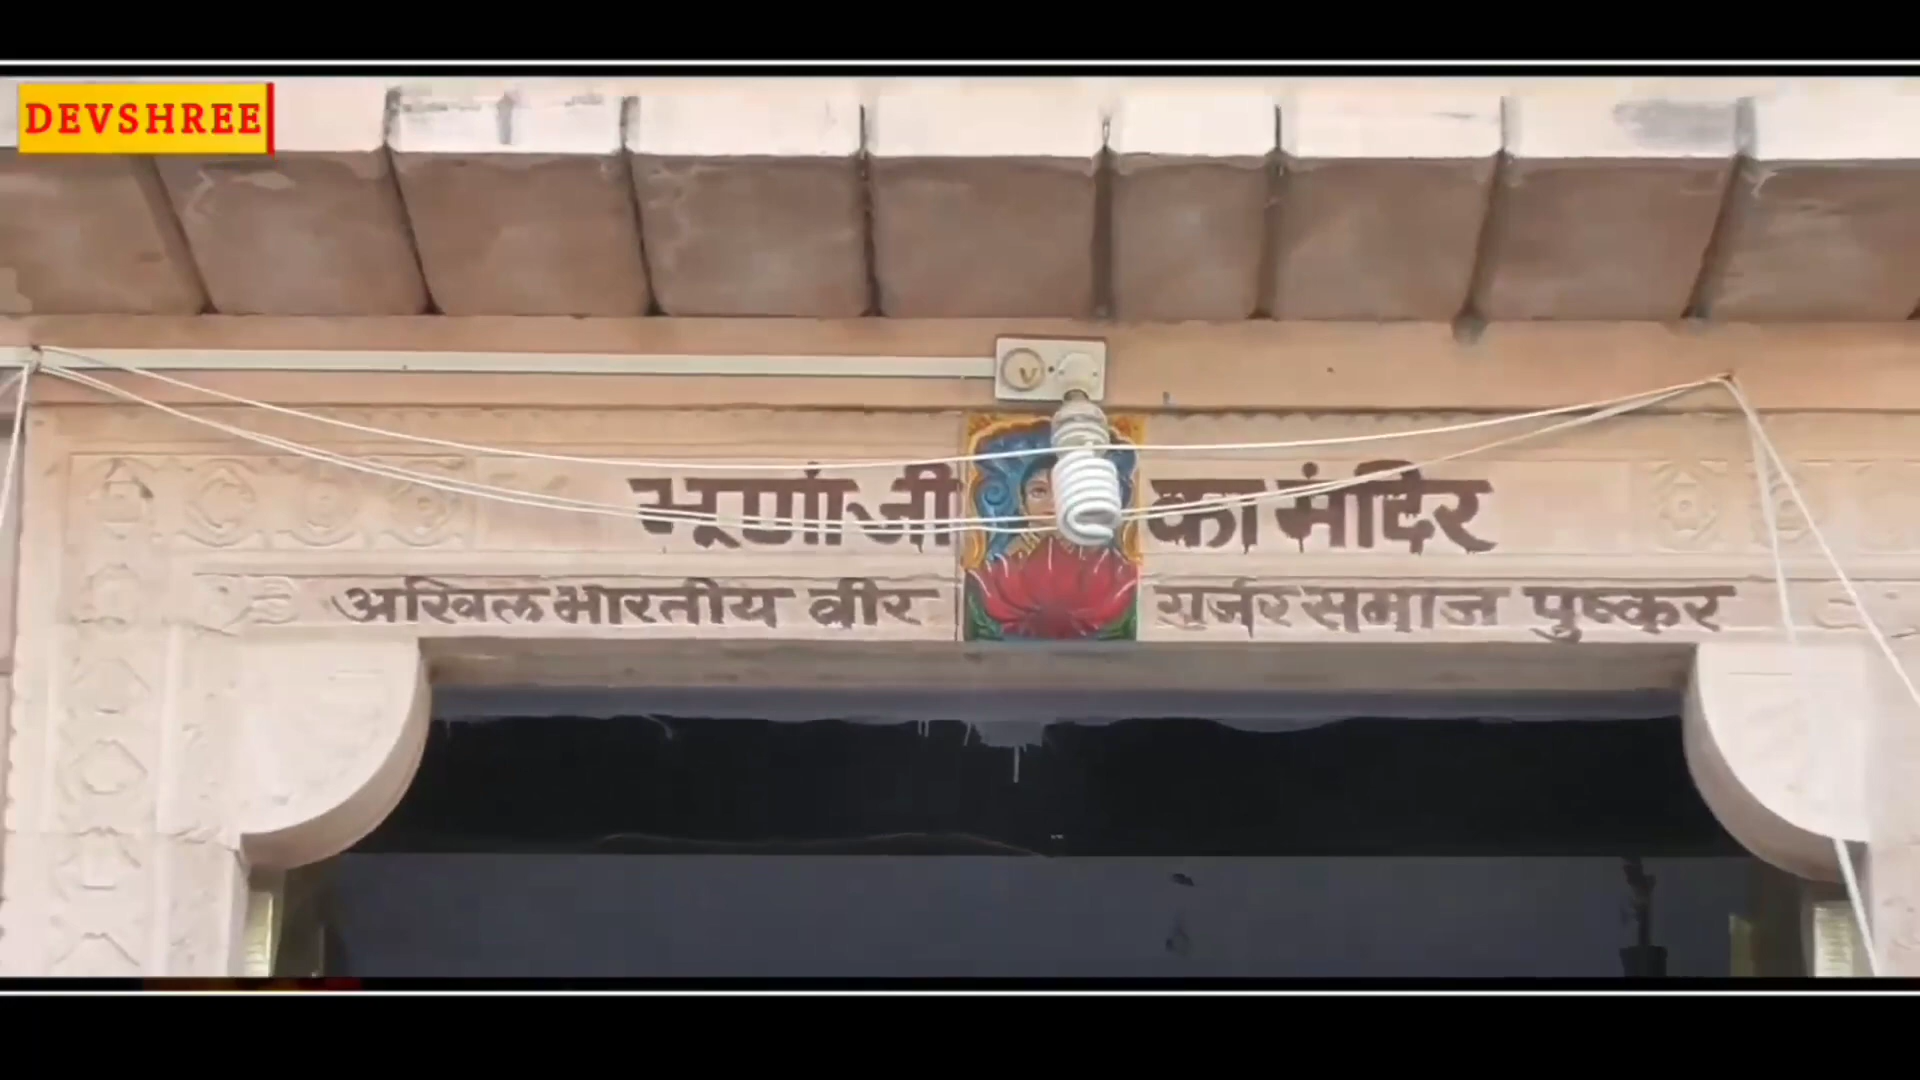 DEVSHREE
भूणांजी का मंदिर
अखिल भारतीय वीर गुर्जर समाज पुष्कर